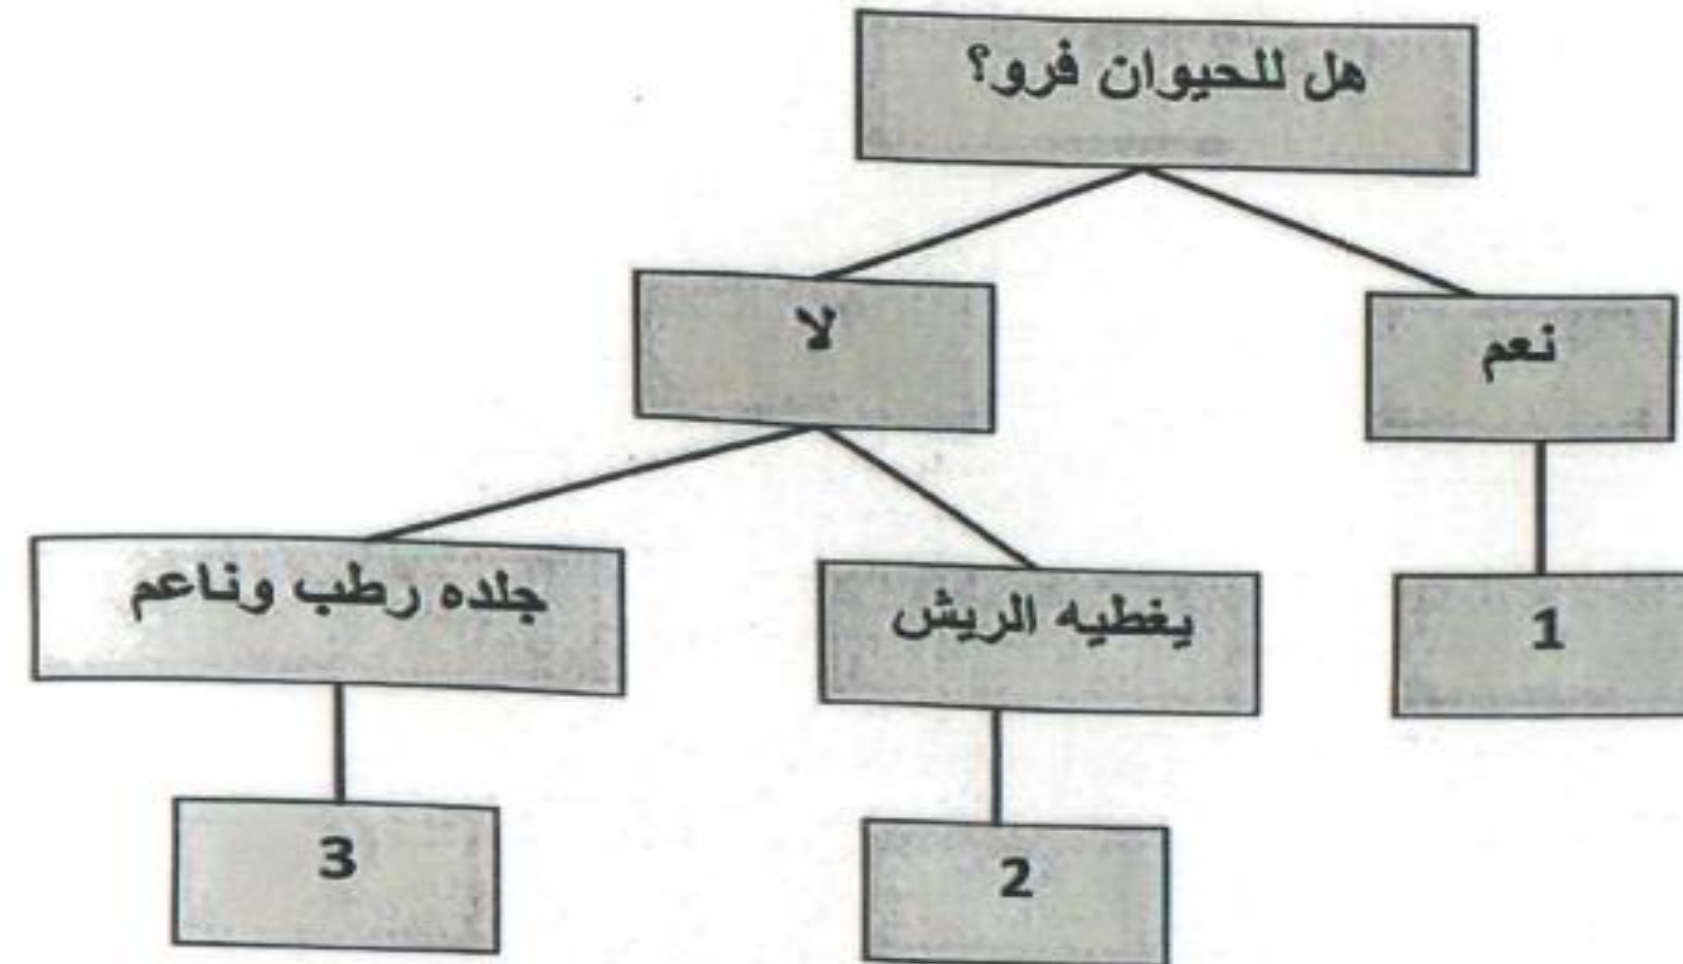 هل للحيوان فرو؟
نعم
لا
يغطيه الريش
جلده رطب وناعم
1
2
3